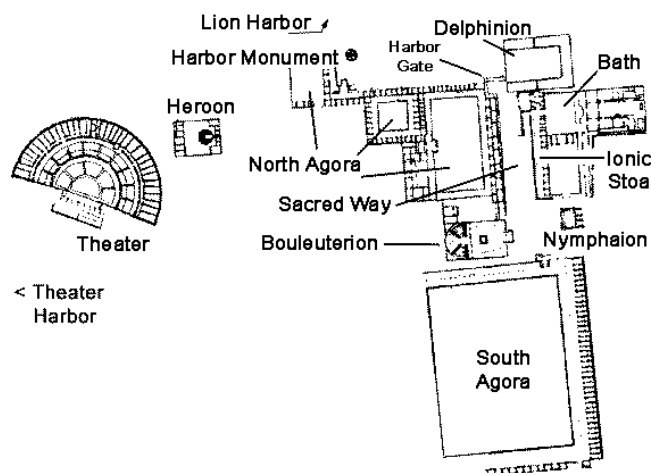 Lion Harbor
Delphinion
Harbor Monument
Harbor
Gate
Bath
Heroon
North Agora
Ionic
Stoa
Sacred Way
Theater
Bouleuterion
Nymphaion
< Theater
Harbor
South
Agora